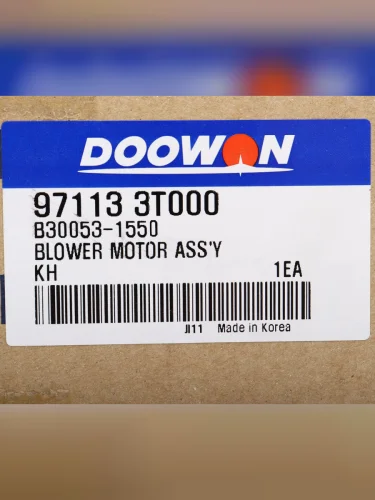 DOOWON
97113 3T000
B30053-1550
BLOWER MOTOR ASS'Y
KH 1EA
JI11 Made in Korea